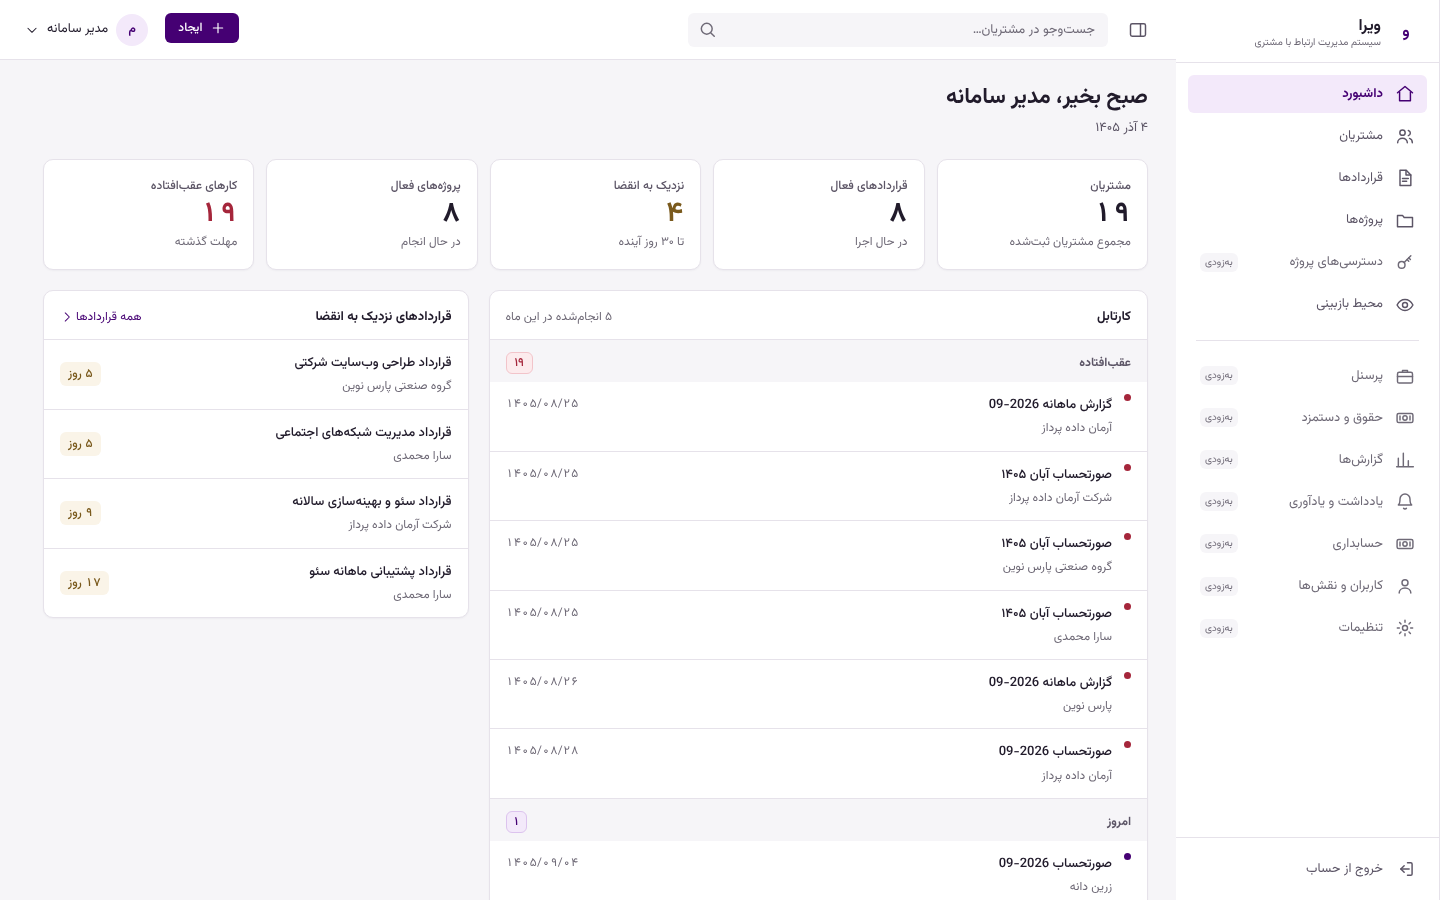 و
ویرا
سیستم مدیریت ارتباط با مشتری
داشبورد
مشتریان
قراردادها
پروژه‌ها
دسترسی‌های پروژه
به‌زودی
محیط بازبینی
پرسنل
به‌زودی
حقوق و دستمزد
به‌زودی
گزارش‌ها
به‌زودی
یادداشت و یادآوری
به‌زودی
حسابداری
به‌زودی
کاربران و نقش‌ها
به‌زودی
تنظیمات
به‌زودی
خروج از حساب
جست‌وجو در مشتریان...
ایجاد
م
مدیر سامانه
صبح بخیر، مدیر سامانه
۴ آذر ۱۴۰۵
مشتریان
۱۹
مجموع مشتریان ثبت‌شده
قراردادهای فعال
۸
در حال اجرا
نزدیک به انقضا
۴
تا ۳۰ روز آینده
پروژه‌های فعال
۸
در حال انجام
کارهای عقب‌افتاده
۱۹
مهلت گذشته
کارتابل
۵ انجام‌شده در این ماه
عقب‌افتاده
۱۹
گزارش ماهانه 2026-09
۱۴۰۵/۰۸/۲۵
آرمان داده پرداز
صورتحساب آبان ۱۴۰۵
۱۴۰۵/۰۸/۲۵
شرکت آرمان داده پرداز
صورتحساب آبان ۱۴۰۵
۱۴۰۵/۰۸/۲۵
گروه صنعتی پارس نوین
صورتحساب آبان ۱۴۰۵
۱۴۰۵/۰۸/۲۵
سارا محمدی
گزارش ماهانه 2026-09
۱۴۰۵/۰۸/۲۶
پارس نوین
صورتحساب 2026-09
۱۴۰۵/۰۸/۲۸
آرمان داده پرداز
امروز
۱
صورتحساب 2026-09
۱۴۰۵/۰۹/۰۴
زرین دانه
قراردادهای نزدیک به انقضا
همه قراردادها
قرارداد طراحی وب‌سایت شرکتی
گروه صنعتی پارس نوین
۵ روز
قرارداد مدیریت شبکه‌های اجتماعی
سارا محمدی
۵ روز
قرارداد سئو و بهینه‌سازی سالانه
شرکت آرمان داده پرداز
۹ روز
قرارداد پشتیبانی ماهانه سئو
سارا محمدی
۱۷ روز